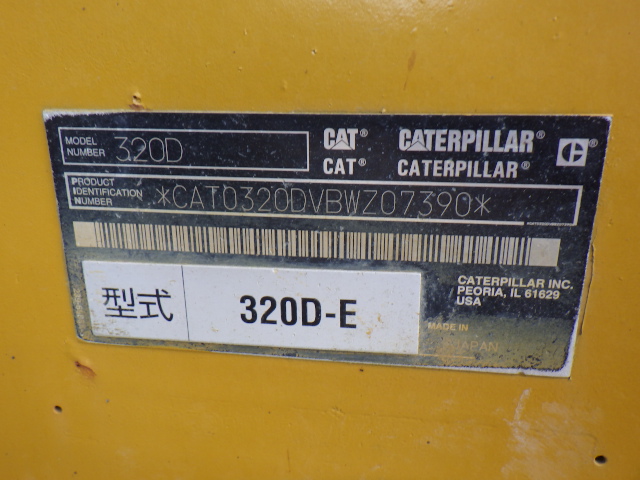 MODEL NUMBER 320D
CAT® CATERPILLAR® C®
CAT® CATERPILLAR®
PRODUCT IDENTIFICATION NUMBER *CAT0320DVBWZ07390*
型式 320D-E
CATERPILLAR INC.
PEORIA, IL 61629
USA
MADE IN
JAPAN